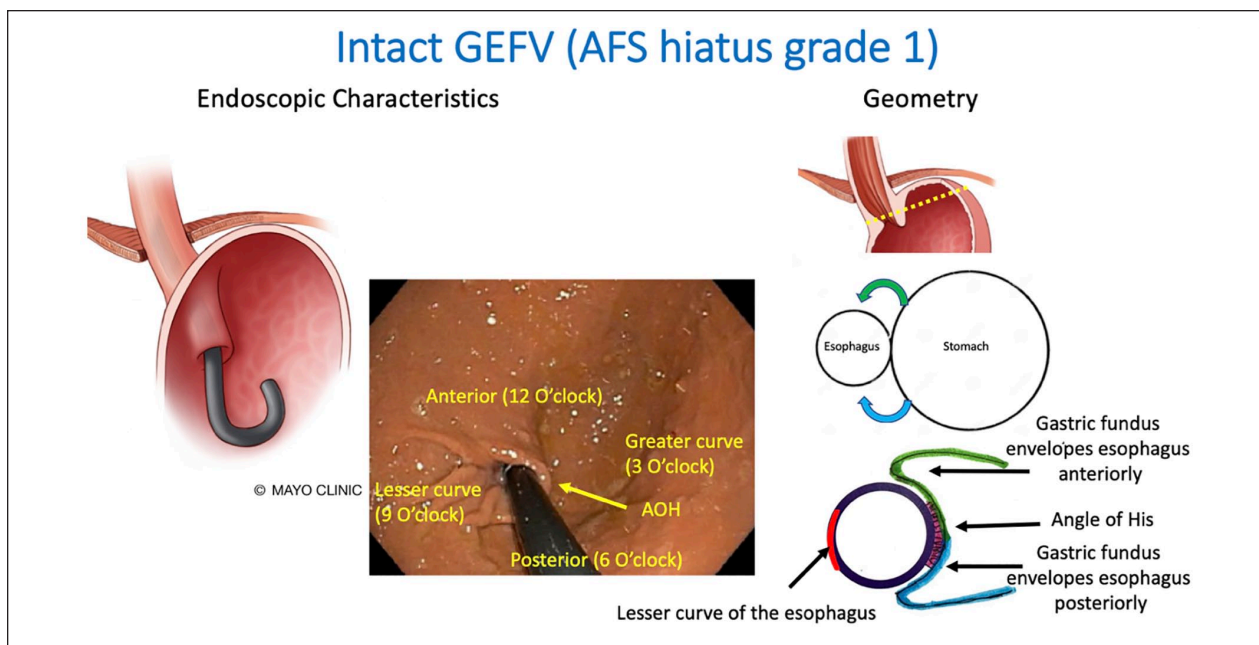 Intact GEFV (AFS hiatus grade 1)
Endoscopic Characteristics
Geometry
Esophagus
Stomach
Anterior (12 O'clock)
Greater curve
(3 O'clock)
Lesser curve
(9 O'clock)
AOH
Posterior (6 O'clock)
© MAYO CLINIC
Gastric fundus
envelopes esophagus
anteriorly
Angle of His
Gastric fundus
envelopes esophagus
posteriorly
Lesser curve of the esophagus